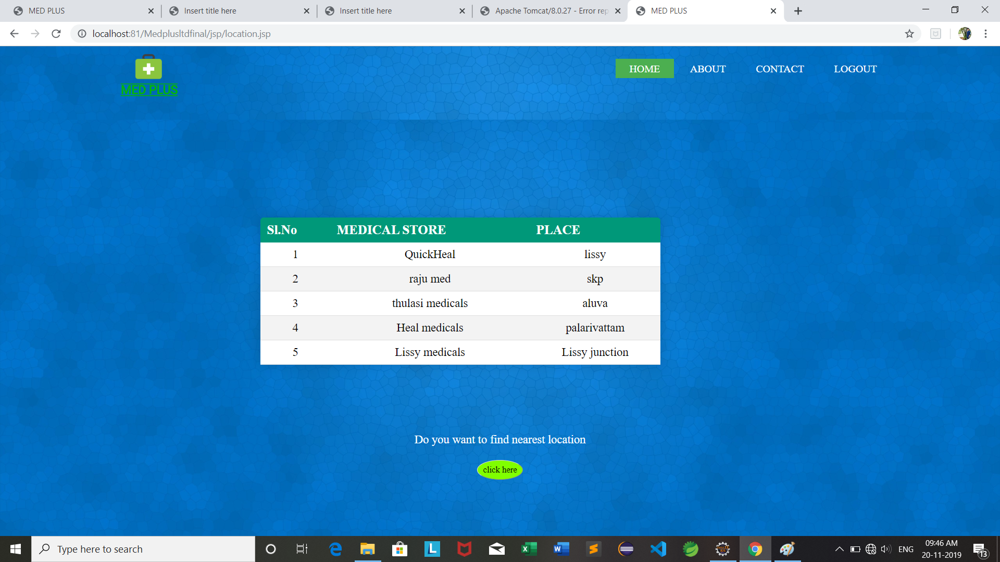 MED PLUS
Insert title here
Insert title here
Apache Tomcat/8.0.27 - Error rep
MED PLUS
localhost:81/Medplusltdfinal/jsp/location.jsp
MED PLUS
HOME ABOUT CONTACT LOGOUT
Sl.No MEDICAL STORE PLACE
1 QuickHeal lissy
2 raju med skp
3 thulasi medicals aluva
4 Heal medicals palarivattam
5 Lissy medicals Lissy junction
Do you want to find nearest location
click here
Type here to search
ENG
09:46 AM
20-11-2019
13